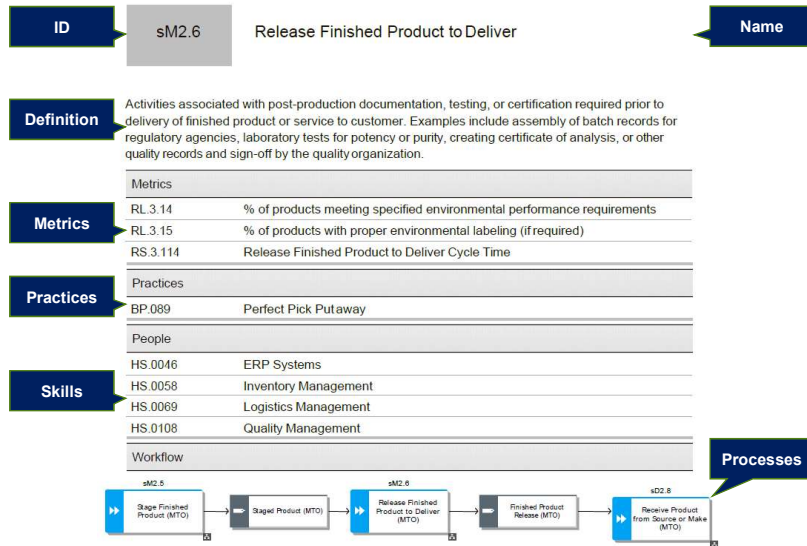 ID
sM2.6
Release Finished Product to Deliver
Name
Definition
Activities associated with post-production documentation, testing, or certification required prior to
delivery of finished product or service to customer. Examples include assembly of batch records for
regulatory agencies, laboratory tests for potency or purity, creating certificate of analysis, or other
quality records and sign-off by the quality organization.
Metrics
Metrics
RL.3.14 % of products meeting specified environmental performance requirements
RL.3.15 % of products with proper environmental labeling (if required)
RS.3.114 Release Finished Product to Deliver Cycle Time
Practices
Practices
BP.089 Perfect Pick Putaway
People
Skills
HS.0046 ERP Systems
HS.0058 Inventory Management
HS.0069 Logistics Management
HS.0108 Quality Management
Workflow
Processes
sM2.5
Stage Finished
Product (MTO)
Staged Product (MTO)
sM2.6
Release Finished
Product to Deliver
(MTO)
Finished Product
Release (MTO)
sD2.8
Receive Product
from Source or Make
(MTO)